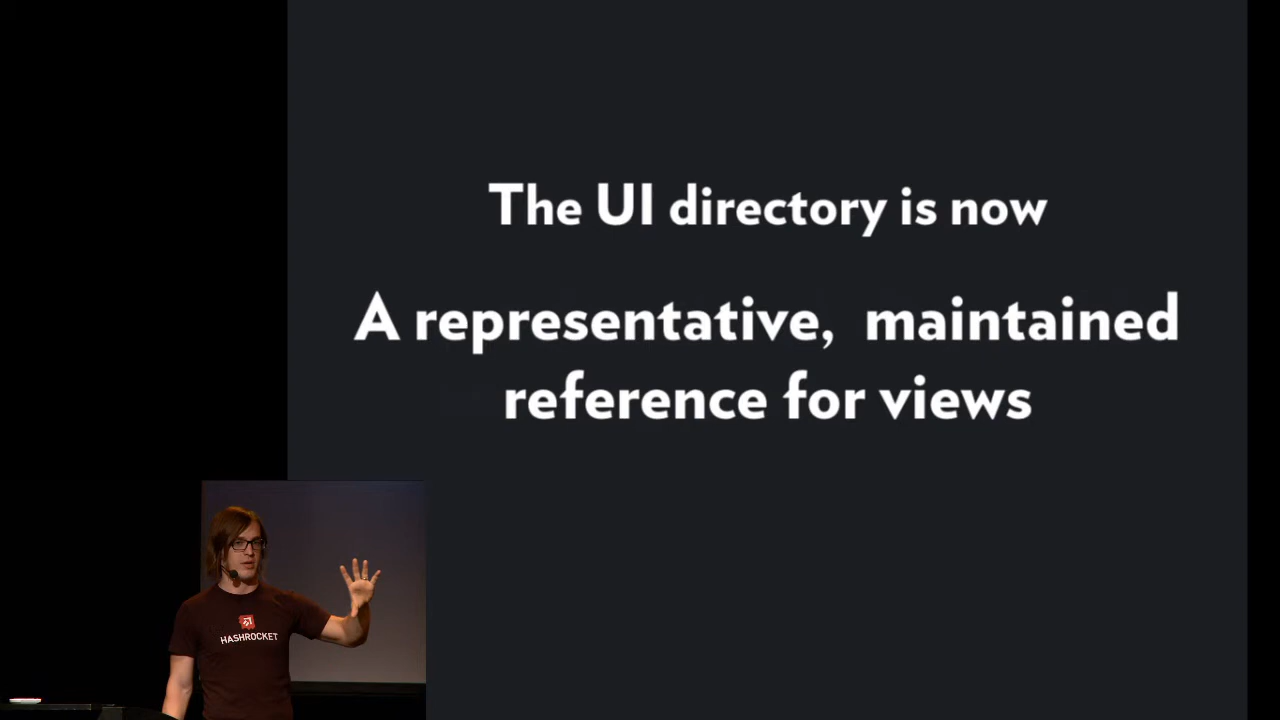 The UI directory is now
A representative, maintained
reference for views
HASHROCKET